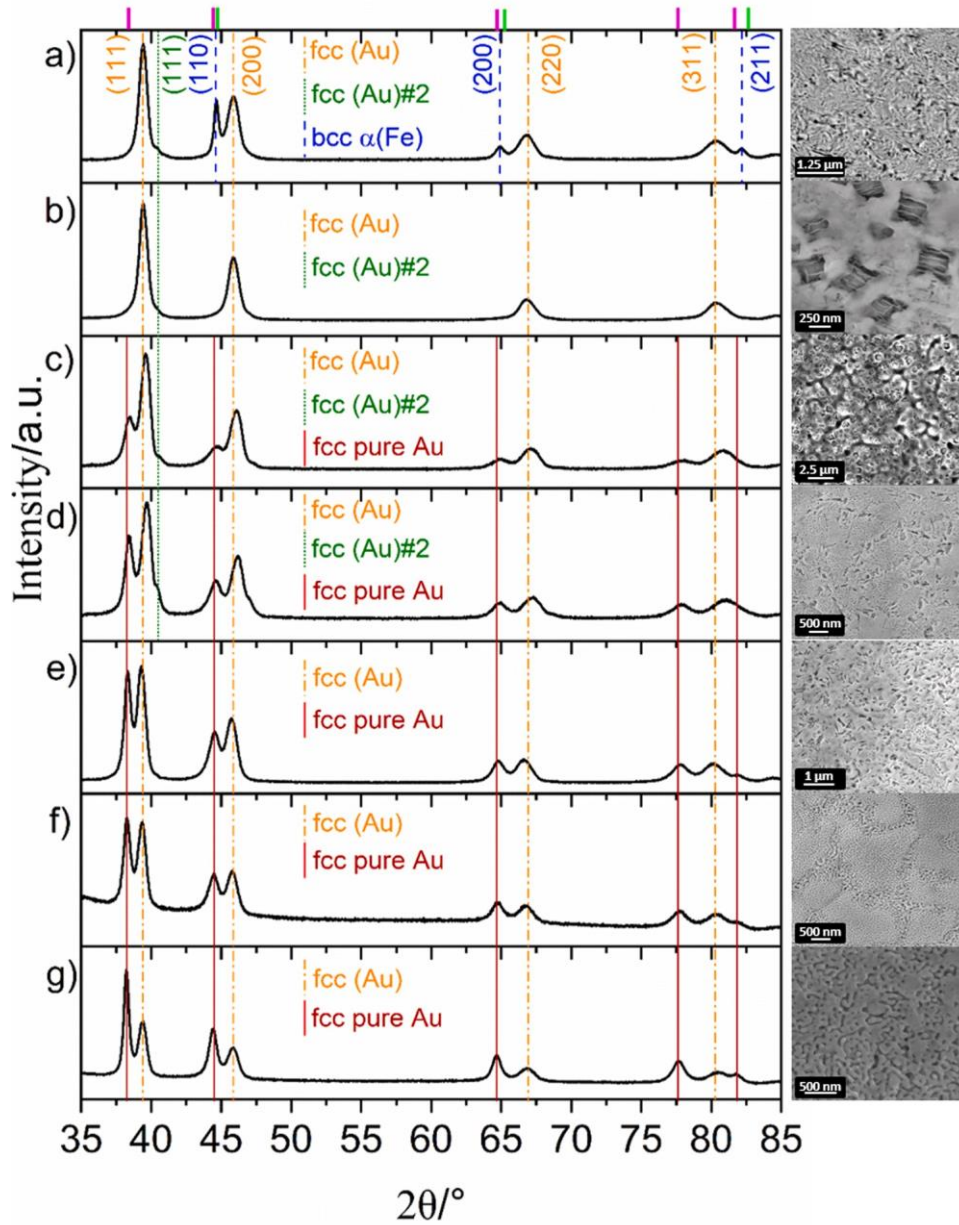 a)
(111)
(111)
(110)
(200)
fcc (Au)
fcc (Au)#2
bcc α(Fe)
(200)
(220)
(311)
(211)
1.25 µm
b)
fcc (Au)
fcc (Au)#2
250 nm
c)
fcc (Au)
fcc (Au)#2
fcc pure Au
2.5 µm
d)
fcc (Au)
fcc (Au)#2
fcc pure Au
500 nm
e)
fcc (Au)
fcc pure Au
1 µm
f)
fcc (Au)
fcc pure Au
500 nm
g)
fcc (Au)
fcc pure Au
500 nm
Intensity/a.u.
35 40 45 50 55 60 65 70 75 80 85
2θ/°